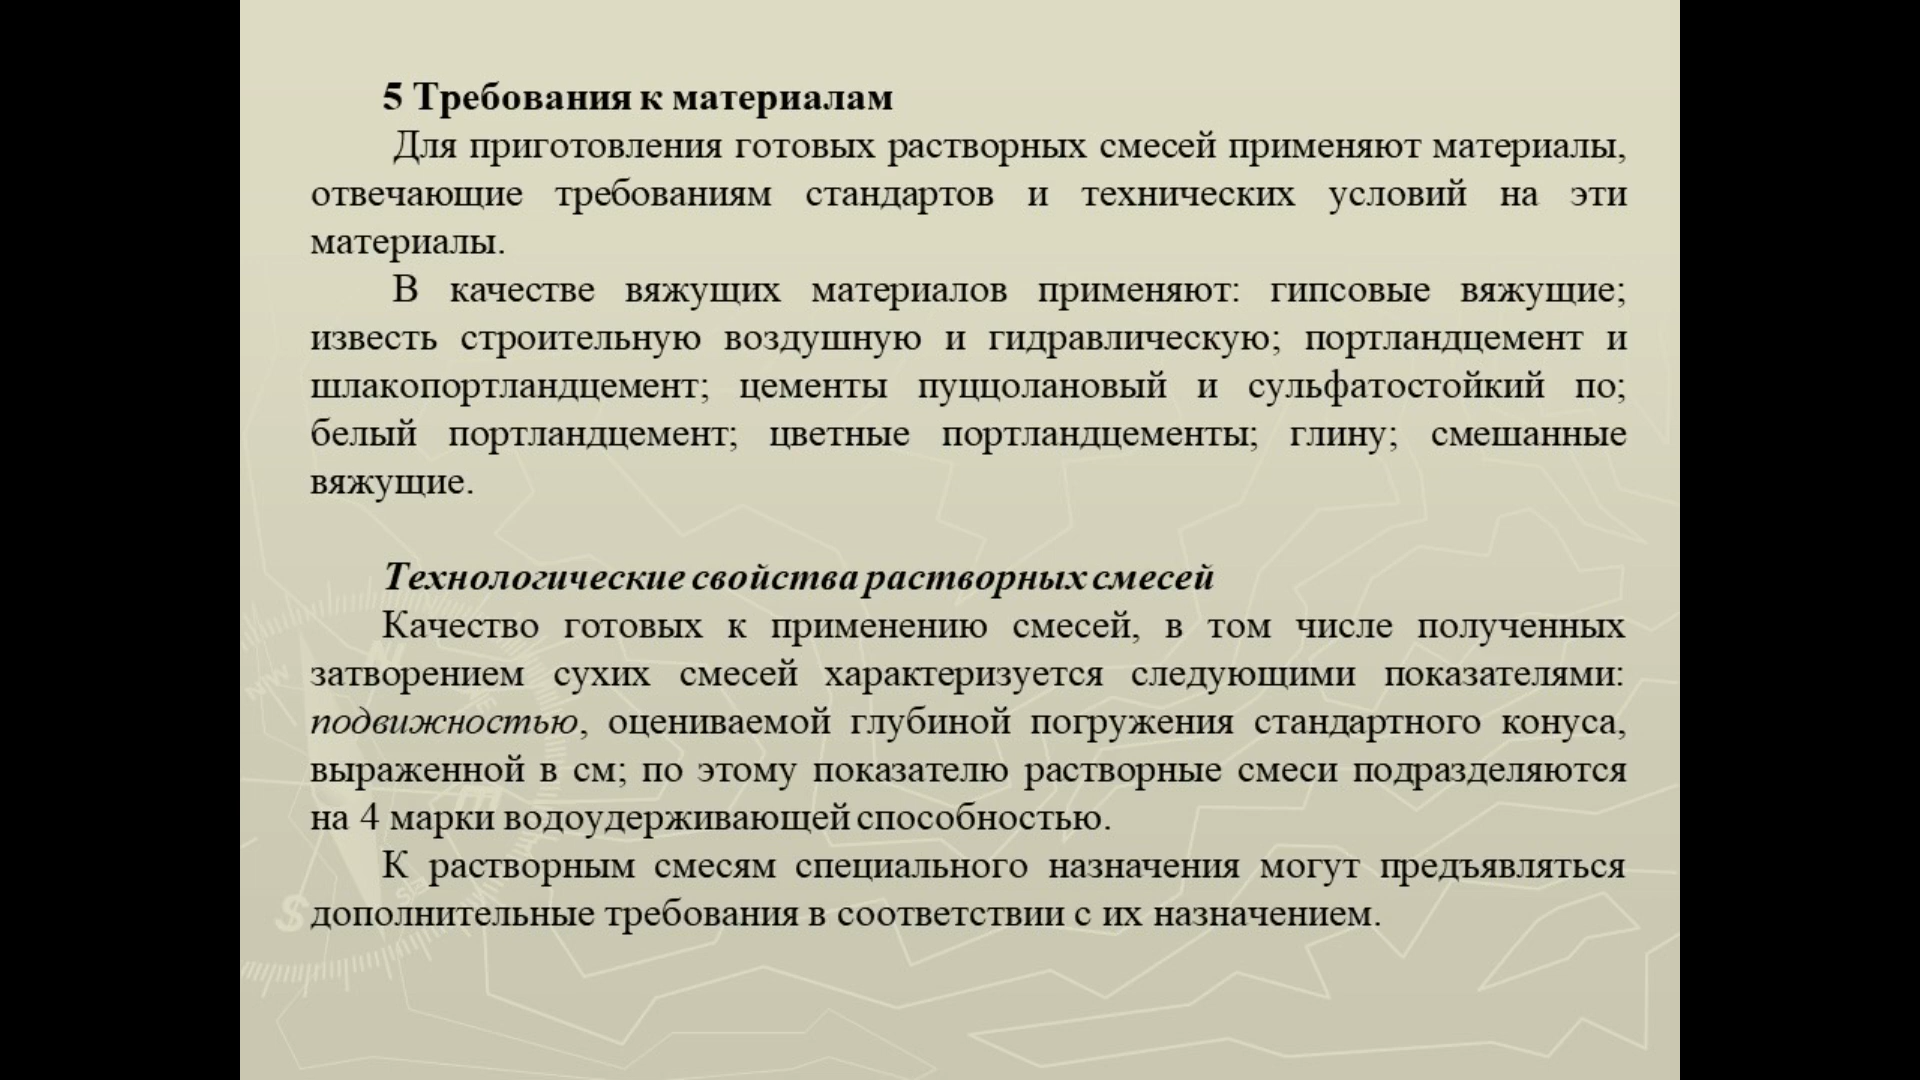 5 Требования к материалам
Для приготовления готовых растворных смесей применяют материалы,
отвечающие требованиям стандартов и технических условий на эти
материалы.
В качестве вяжущих материалов применяют: гипсовые вяжущие;
известь строительную воздушную и гидравлическую; портландцемент и
шлакопортландцемент; цементы пуццолановый и сульфатостойкий по;
белый портландцемент; цветные портландцементы; глину; смешанные
вяжущие.
Технологические свойства растворных смесей
Качество готовых к применению смесей, в том числе полученных
затворением сухих смесей характеризуется следующими показателями:
подвижностью, оцениваемой глубиной погружения стандартного конуса,
выраженной в см; по этому показателю растворные смеси подразделяются
на 4 марки водоудерживающей способностью.
К растворным смесям специального назначения могут предъявляться
дополнительные требования в соответствии с их назначением.
NW
E
S